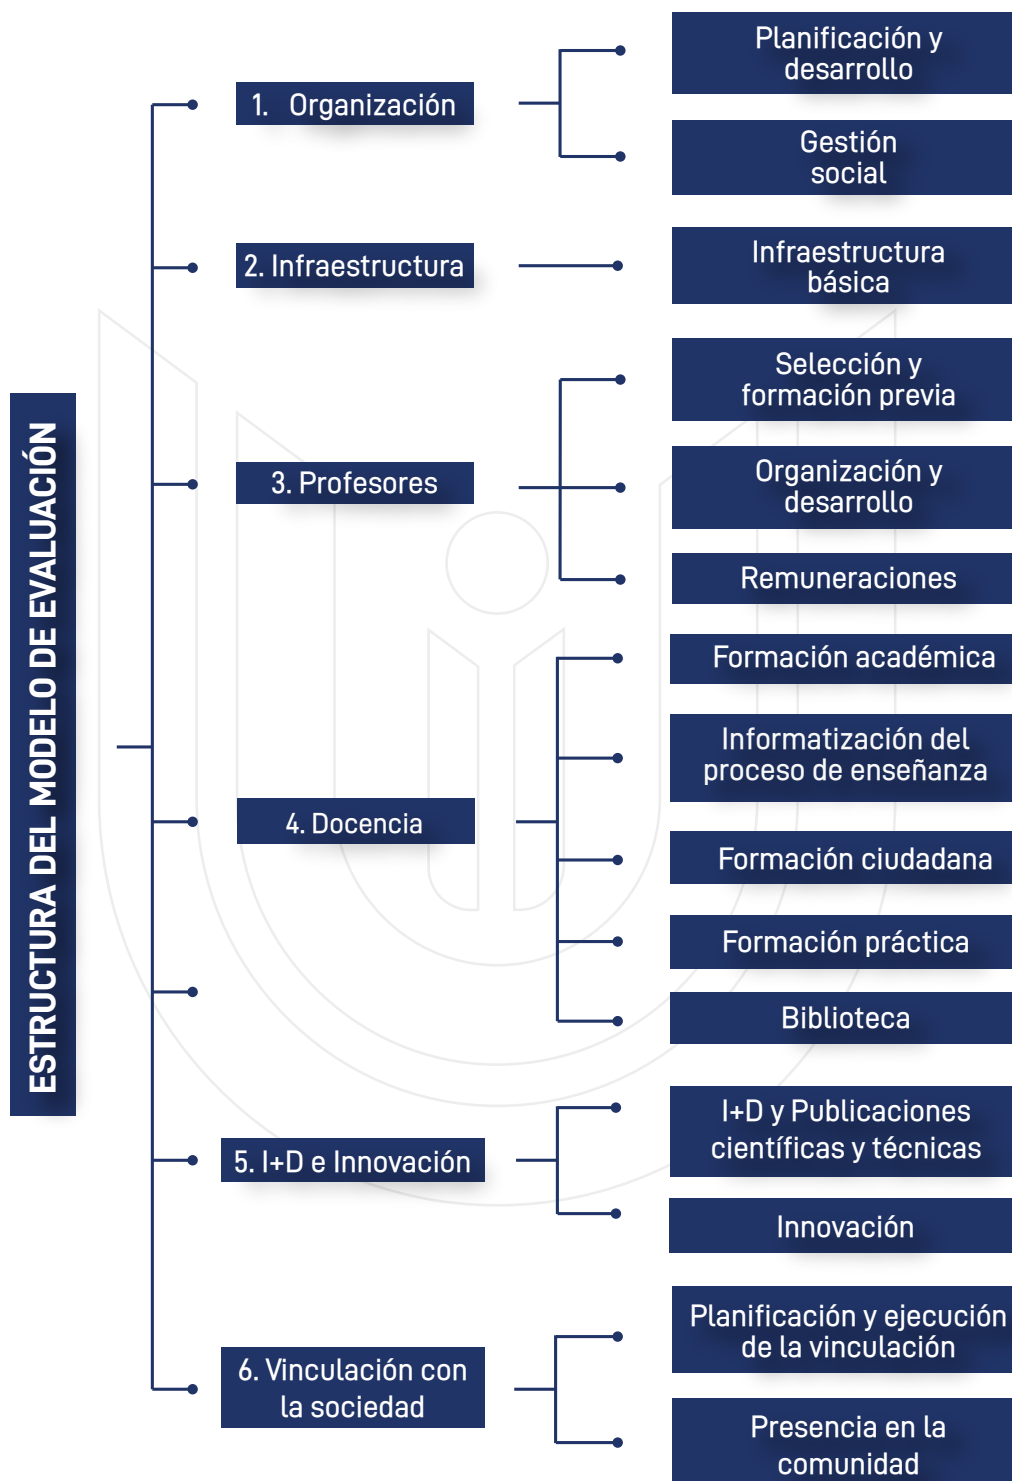 ESTRUCTURA DEL MODELO DE EVALUACIÓN
1. Organización
Planificación y
desarrollo
Gestión
social
2. Infraestructura
Infraestructura
básica
3. Profesores
Selección y
formación previa
Organización y
desarrollo
Remuneraciones
4. Docencia
Formación académica
Informatización del
proceso de enseñanza
Formación ciudadana
Formación práctica
Biblioteca
5. I+D e Innovación
I+D y Publicaciones
científicas y técnicas
Innovación
6. Vinculación con
la sociedad
Planificación y ejecución
de la vinculación
Presencia en la
comunidad